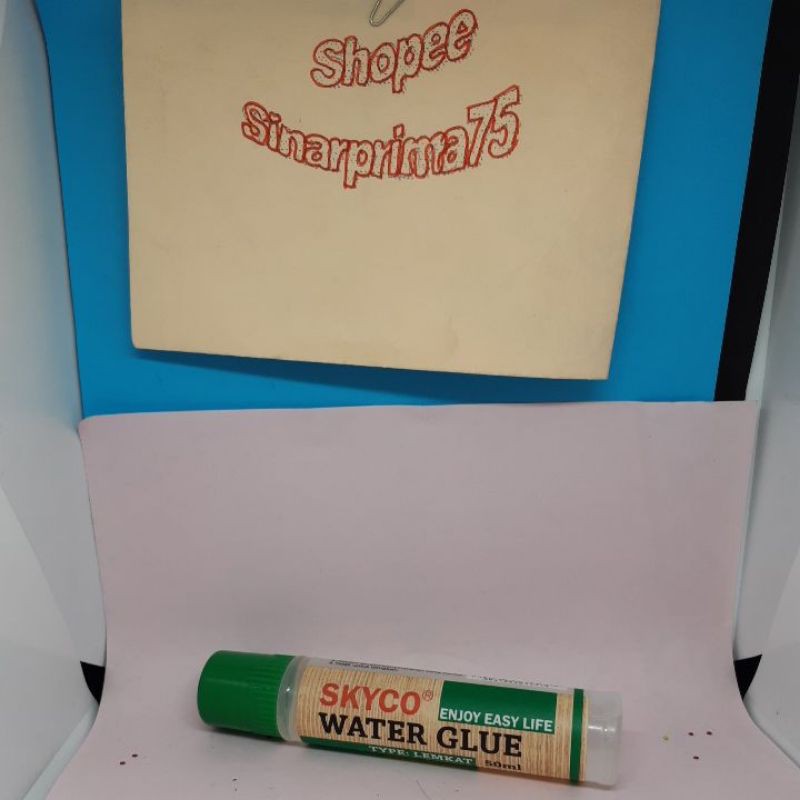 Shopee
Sinarprima75
SKYCO®
ENJOY EASY LIFE
WATER GLUE
TYPE: LEMKAT
50ml